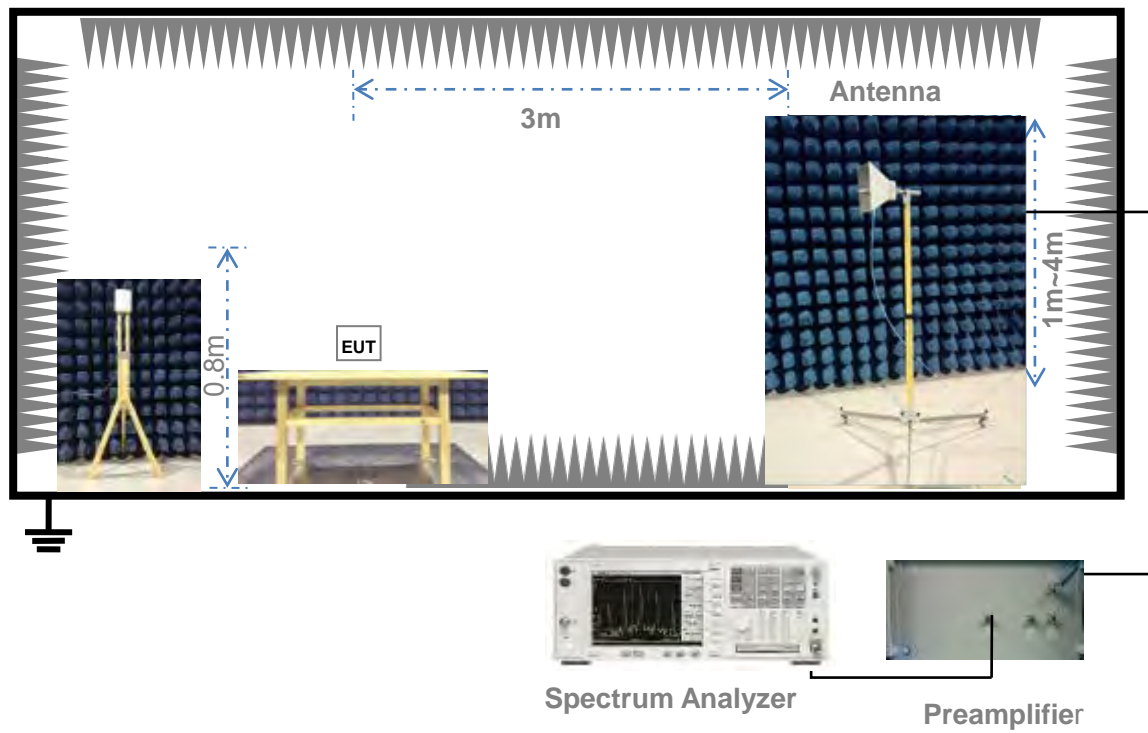 Antenna
3m
1m~4m
0.8m
EUT
Spectrum Analyzer
Preamplifier